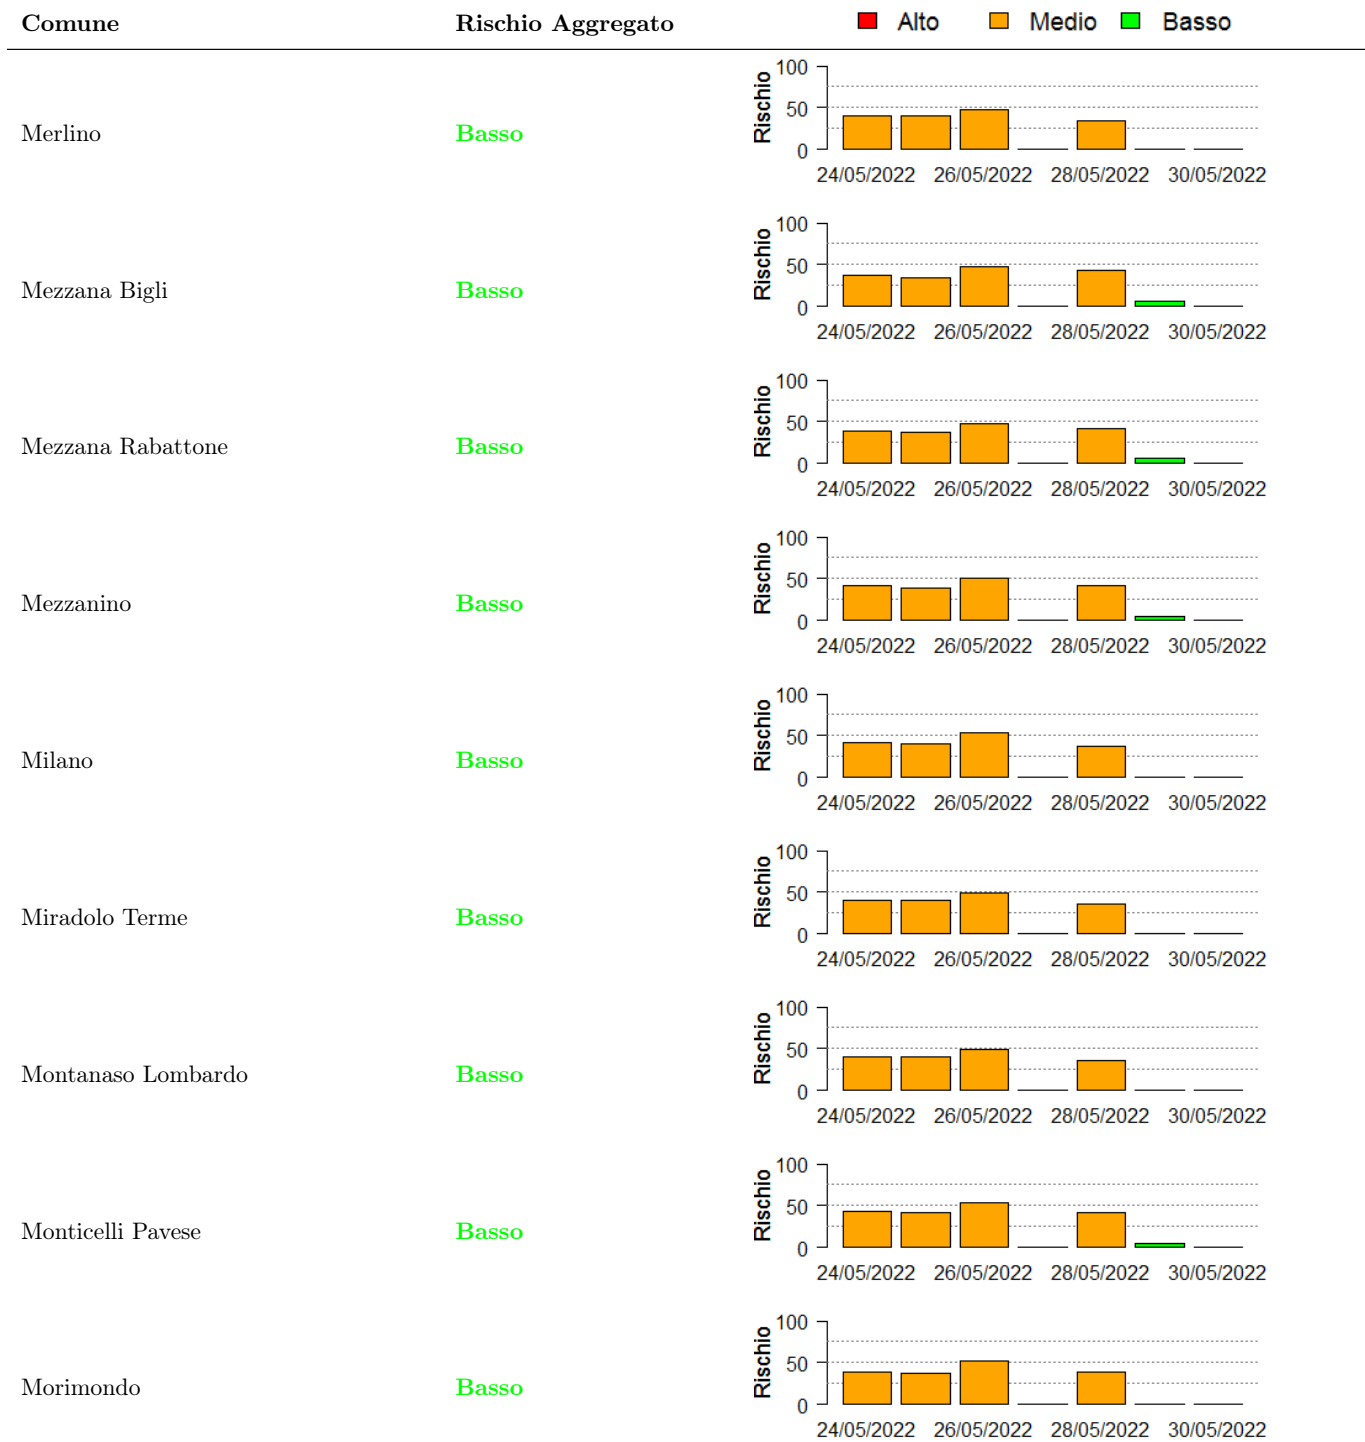 Comune Rischio Aggregato Alto Medio Basso
Merlino Basso Rischio 100 50 0
24/05/2022 26/05/2022 28/05/2022 30/05/2022
Mezzana Bigli Basso Rischio 100 50 0
24/05/2022 26/05/2022 28/05/2022 30/05/2022
Mezzana Rabattone Basso Rischio 100 50 0
24/05/2022 26/05/2022 28/05/2022 30/05/2022
Mezzanino Basso Rischio 100 50 0
24/05/2022 26/05/2022 28/05/2022 30/05/2022
Milano Basso Rischio 100 50 0
24/05/2022 26/05/2022 28/05/2022 30/05/2022
Miradolo Terme Basso Rischio 100 50 0
24/05/2022 26/05/2022 28/05/2022 30/05/2022
Montanaso Lombardo Basso Rischio 100 50 0
24/05/2022 26/05/2022 28/05/2022 30/05/2022
Monticelli Pavese Basso Rischio 100 50 0
24/05/2022 26/05/2022 28/05/2022 30/05/2022
Morimondo Basso Rischio 100 50 0
24/05/2022 26/05/2022 28/05/2022 30/05/2022